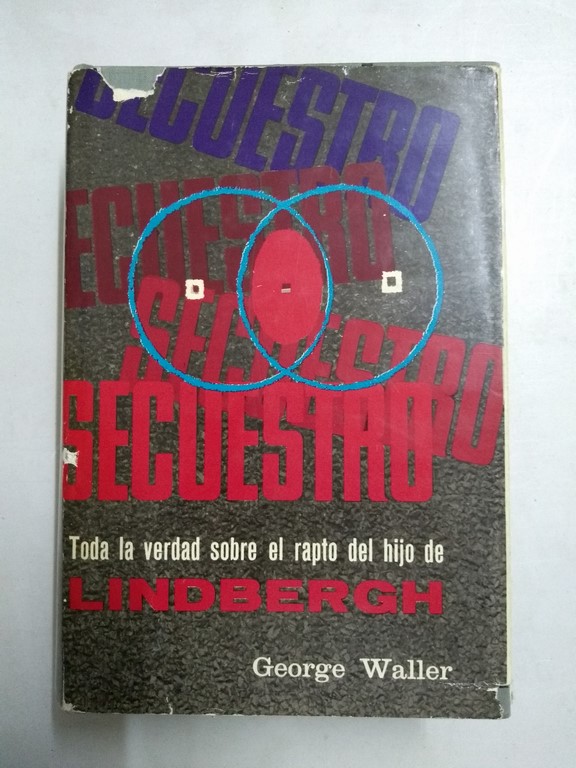 SECUESTRO
SECUESTRO
SECUESTRO
SECUESTRO
Toda la verdad sobre el rapto del hijo de
LINDBERGH
George Waller